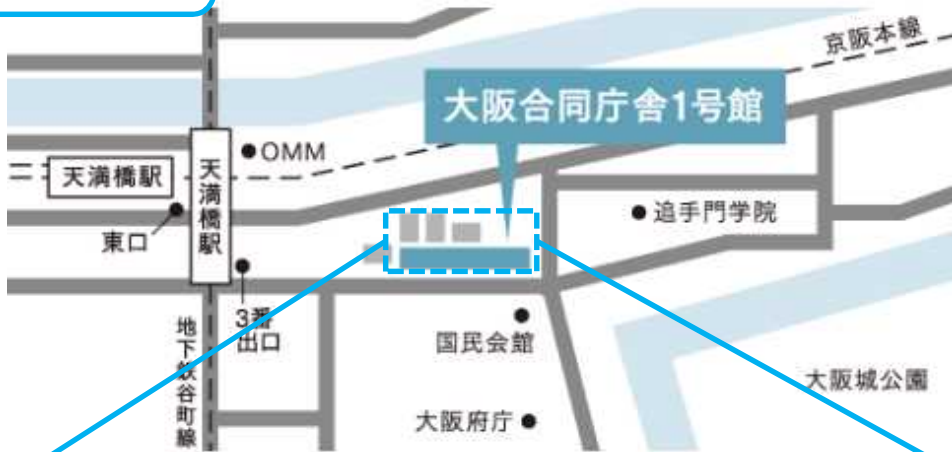 京阪本線
大阪合同庁舎1号館
OMM
天満橋駅
天満橋駅
追手門学院
東口
3番
出口
地下鉄谷町線
国民会館
大阪城公園
大阪府庁